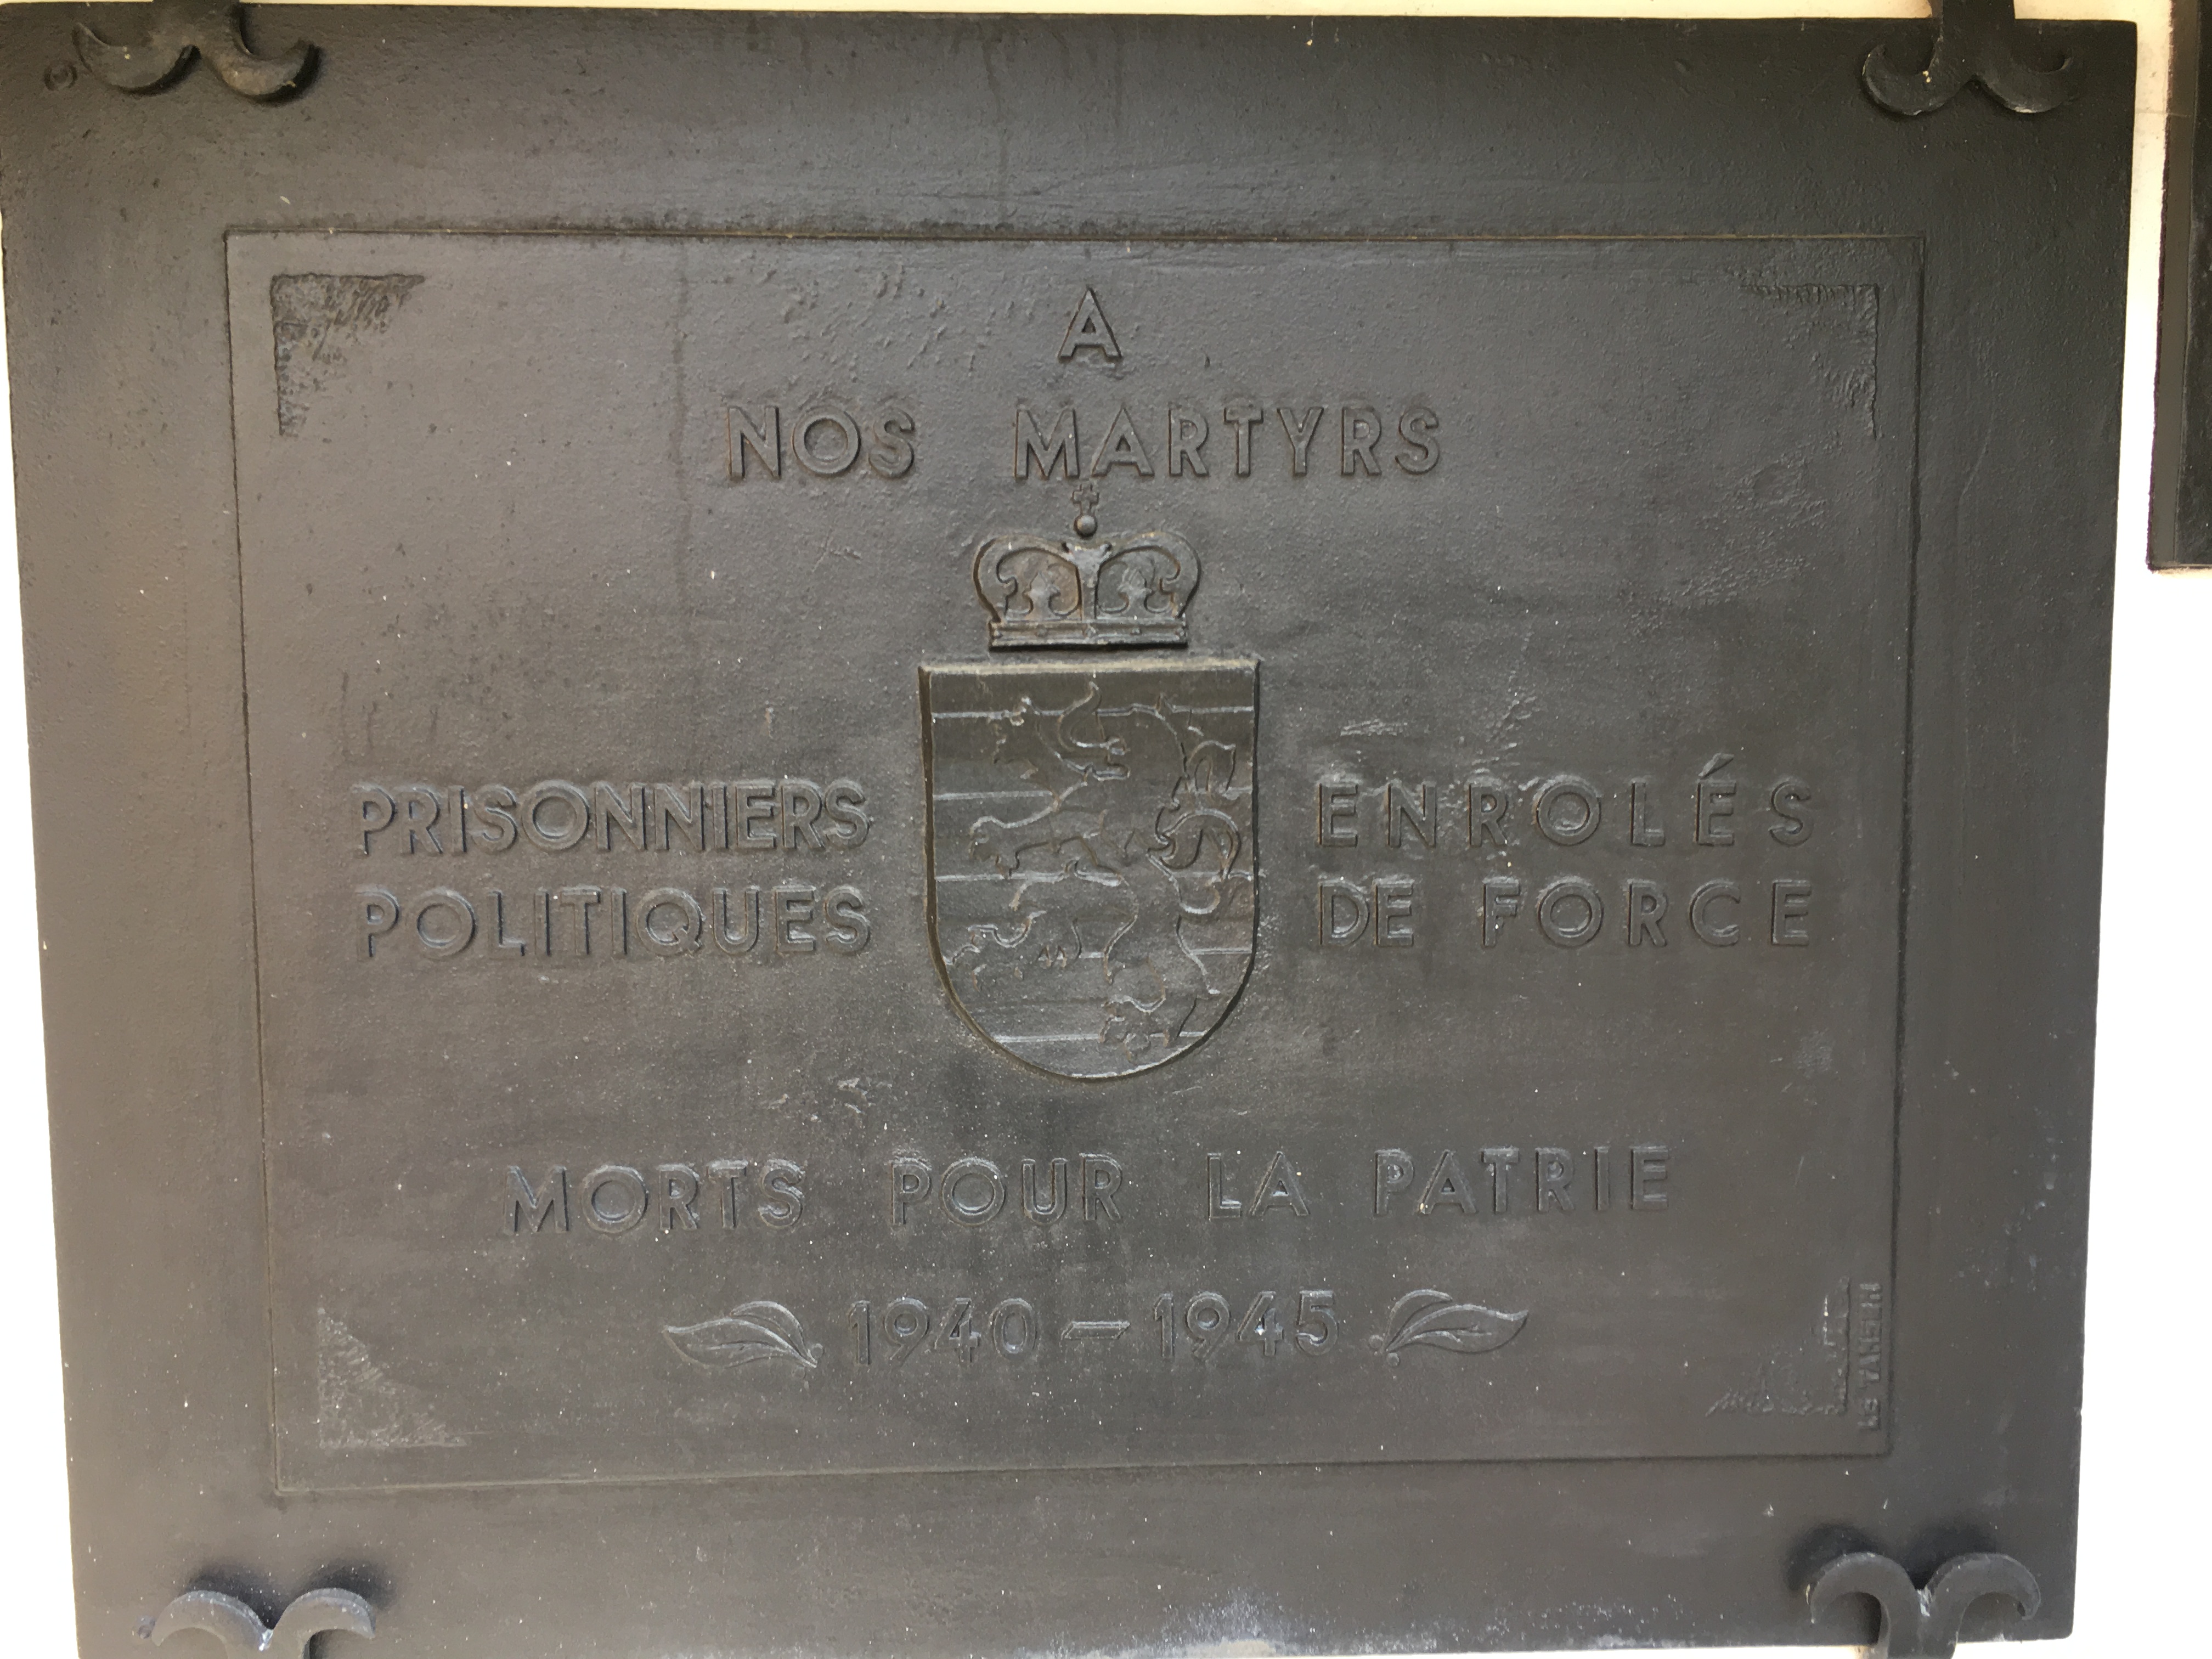 A
NOS MARTYRS
PRISONNIERS
POLITIQUES
ENROLÉS
DE FORCE
MORTS POUR LA PATRIE
1940 — 1945